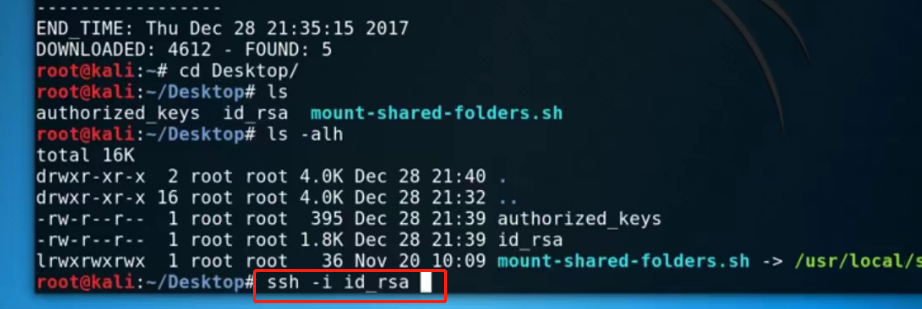 -----------------
END_TIME: Thu Dec 28 21:35:15 2017
DOWNLOADED: 4612 - FOUND: 5
root@kali:~# cd Desktop/
root@kali:~/Desktop# ls
authorized_keys  id_rsa  mount-shared-folders.sh
root@kali:~/Desktop# ls -alh
total 16K
drwxr-xr-x  2 root root 4.0K Dec 28 21:40 .
drwxr-xr-x 16 root root 4.0K Dec 28 21:32 ..
-rw-r--r--  1 root root  395 Dec 28 21:39 authorized_keys
-rw-r--r--  1 root root 1.8K Dec 28 21:39 id_rsa
lrwxrwxrwx  1 root root   36 Nov 20 10:09 mount-shared-folders.sh -> /usr/local/s
root@kali:~/Desktop# ssh -i id_rsa